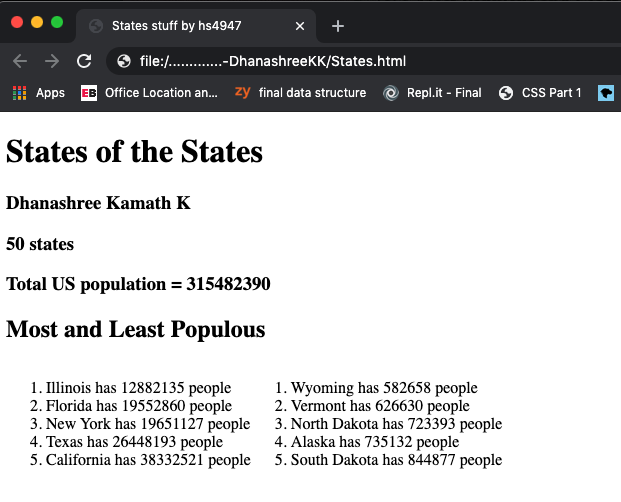 States stuff by hs4947
file:/.............-DhanashreeKK/States.html
Apps EB Office Location an... zy final data structure Repl.it - Final CSS Part 1
States of the States
Dhanashree Kamath K
50 states
Total US population = 315482390
Most and Least Populous
1. Illinois has 12882135 people
2. Florida has 19552860 people
3. New York has 19651127 people
4. Texas has 26448193 people
5. California has 38332521 people
1. Wyoming has 582658 people
2. Vermont has 626630 people
3. North Dakota has 723393 people
4. Alaska has 735132 people
5. South Dakota has 844877 people